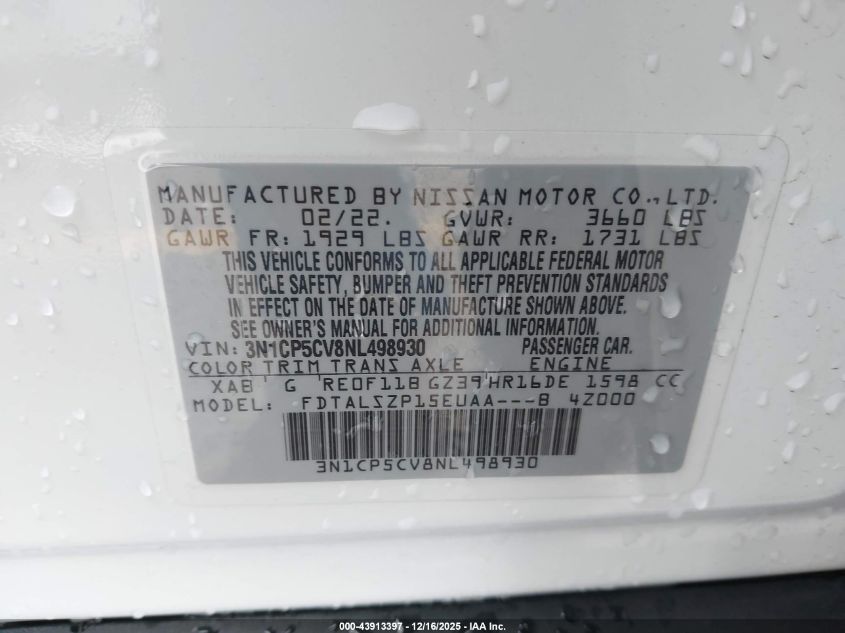 MANUFACTURED BY NISSAN MOTOR CO., LTD.
DATE: 02/22. GVWR: 3660 LBS
GAWR FR: 1929 LBS GAWR RR: 1731 LBS
THIS VEHICLE CONFORMS TO ALL APPLICABLE FEDERAL MOTOR
VEHICLE SAFETY, BUMPER AND THEFT PREVENTION STANDARDS
IN EFFECT ON THE DATE OF MANUFACTURE SHOWN ABOVE.
SEE OWNER'S MANUAL FOR ADDITIONAL INFORMATION
VIN: 3N1CP5CV8NL498930 PASSENGER CAR.
COLOR TRIM TRANS AXLE ENGINE
XAB G RE0F11B GZ39 HR16DE 1598 CC
MODEL: FDTALSZP15EUAA---B 4Z000
3N1CP5CV8NL498930
000-43913397 - 12/16/2025 - IAA Inc.